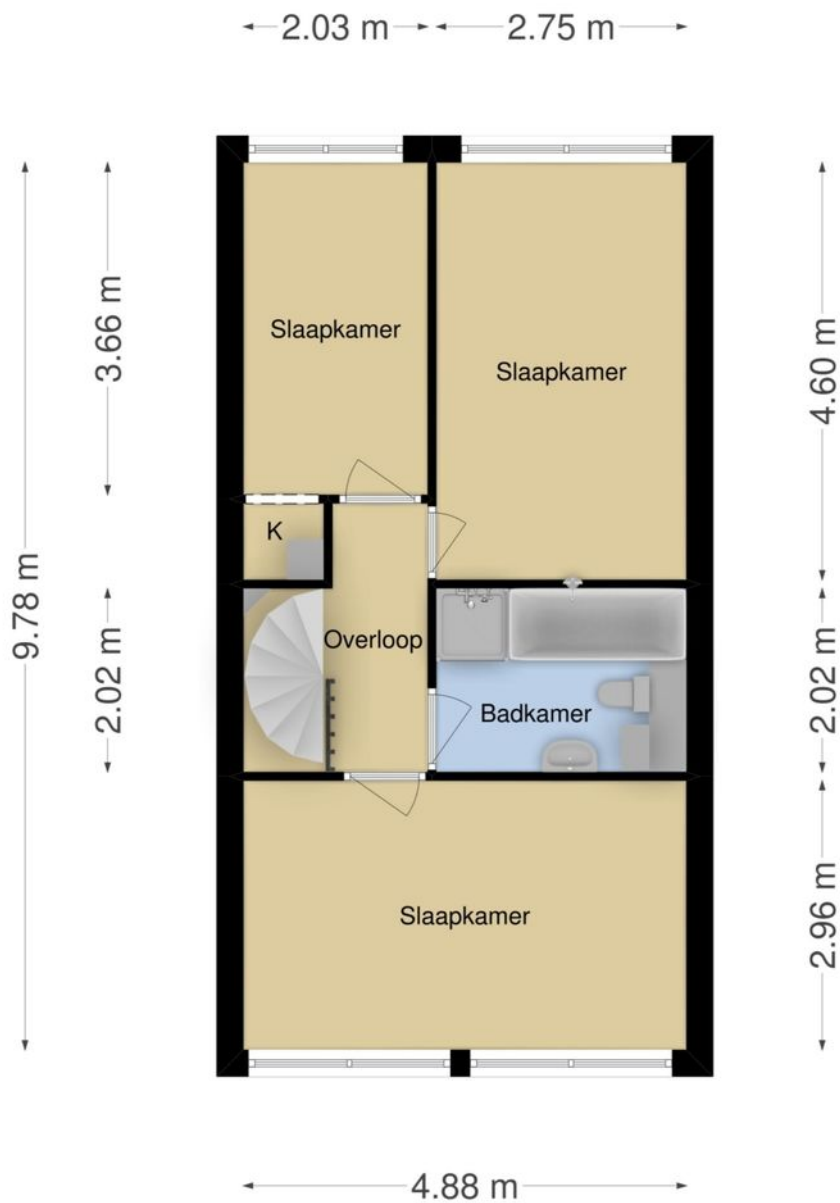 2.03 m
2.75 m
3.66 m
Slaapkamer
4.60 m
Slaapkamer
K
9.78 m
2.02 m
Overloop
Badkamer
2.02 m
Slaapkamer
2.96 m
4.88 m